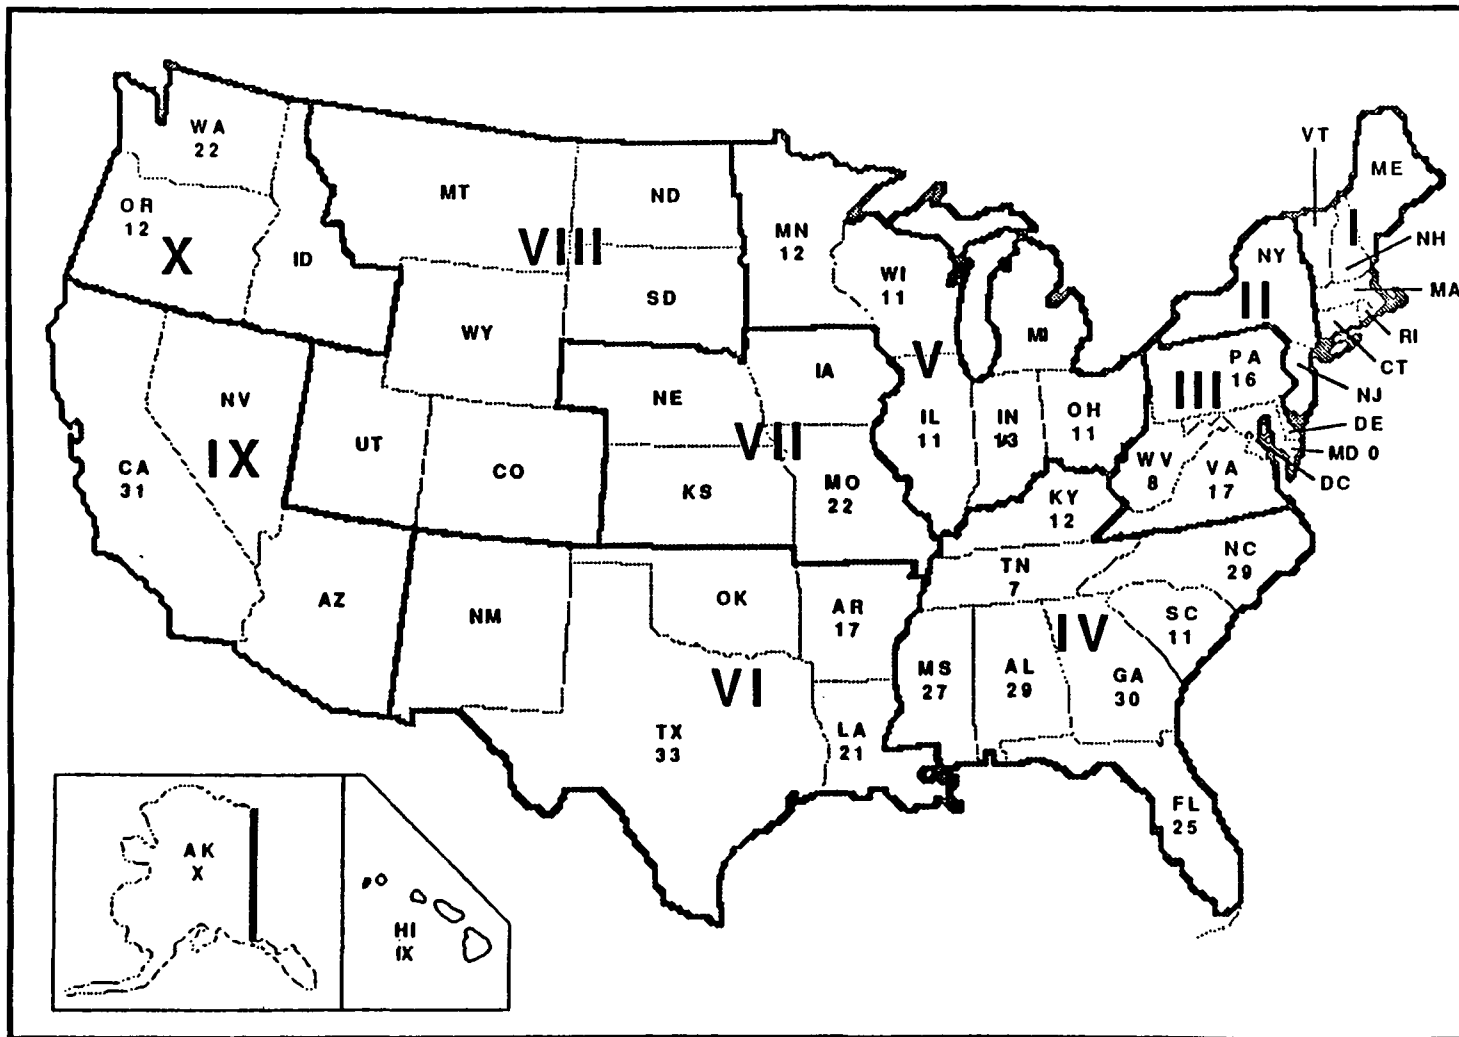 WA
22
OR
12
X
ID
MT
VIII
ND
SD
WY
MN
12
WI
11
V
MI
VT
ME
I
NH
NY
II
MA
RI
CT
NJ
PA
16
III
DE
MD 0
DC
NV
IX
CA
31
UT
CO
NE
IA
VII
KS
MO
22
IL
11
IN
OH
11
WV
8
VA
17
KY
12
TN
7
NC
29
SC
11
IV
AZ
NM
OK
AR
17
VI
TX
33
LA
21
MS
27
AL
29
GA
30
FL
25
AK
X
HI
IX